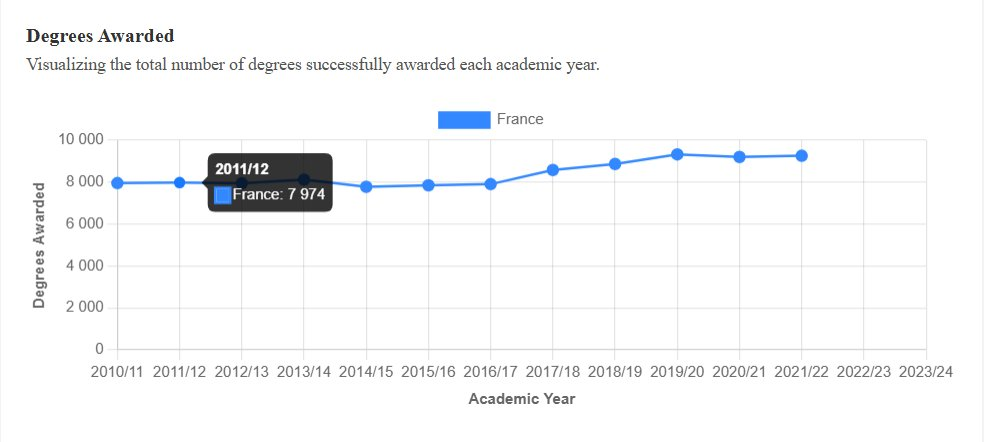 Degrees Awarded
Visualizing the total number of degrees successfully awarded each academic year.
France
10 000
8 000
6 000
4 000
2 000
0
Degrees Awarded
2011/12
France: 7 974
2010/11 2011/12 2012/13 2013/14 2014/15 2015/16 2016/17 2017/18 2018/19 2019/20 2020/21 2021/22 2022/23 2023/24
Academic Year